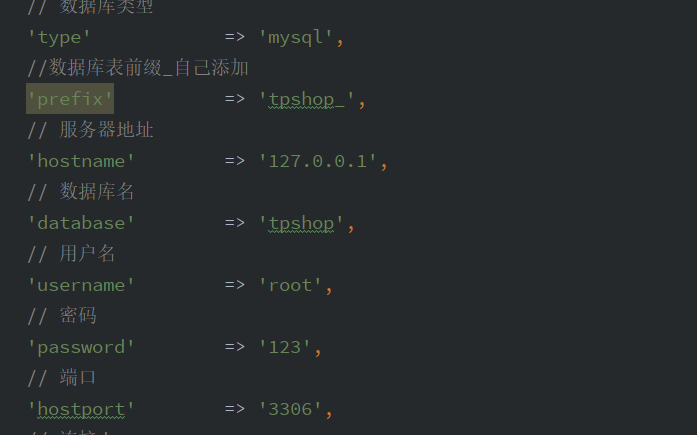 // 数据库类型
'type' => 'mysql',
//数据库表前缀_自己添加
'prefix' => 'tpshop_',
// 服务器地址
'hostname' => '127.0.0.1',
// 数据库名
'database' => 'tpshop',
// 用户名
'username' => 'root',
// 密码
'password' => '123',
// 端口
'hostport' => '3306',